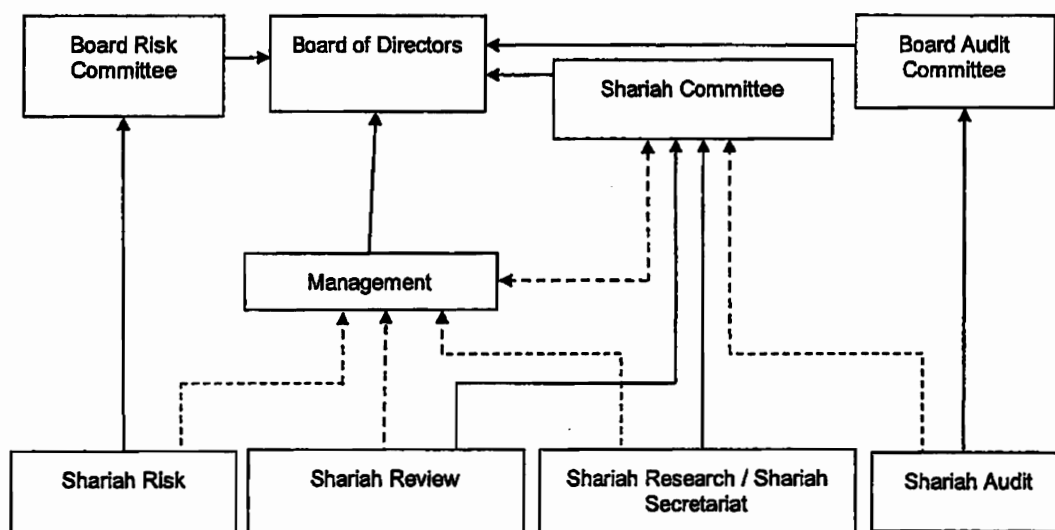 Board Risk
Committee
Board of Directors
Shariah Committee
Board Audit
Committee
Management
Shariah Risk
Shariah Review
Shariah Research / Shariah
Secretariat
Shariah Audit